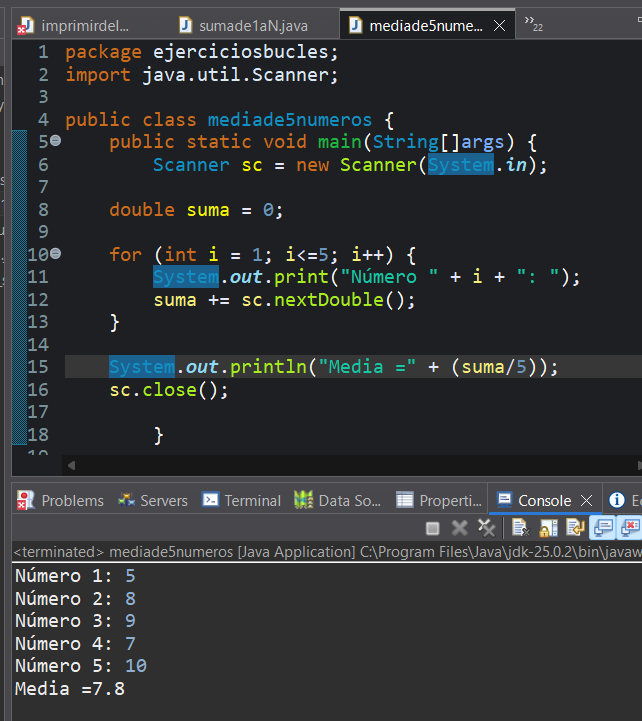 imprimirdel... sumade1aN.java mediade5nume... 22
1 package ejerciciosbucles;
2 import java.util.Scanner;
3
4 public class mediade5numeros {
5 public static void main(String[]args) {
6 Scanner sc = new Scanner(System.in);
7
8 double suma = 0;
9
10 for (int i = 1; i<=5; i++) {
11 System.out.print("Número " + i + ": ");
12 suma += sc.nextDouble();
13 }
14
15 System.out.println("Media =" + (suma/5));
16 sc.close();
17
18 }
Problems Servers Terminal Data So... Properti... Console
<terminated> mediade5numeros [Java Application] C:\Program Files\Java\jdk-25.0.2\bin\javaw
Número 1: 5
Número 2: 8
Número 3: 9
Número 4: 7
Número 5: 10
Media =7.8